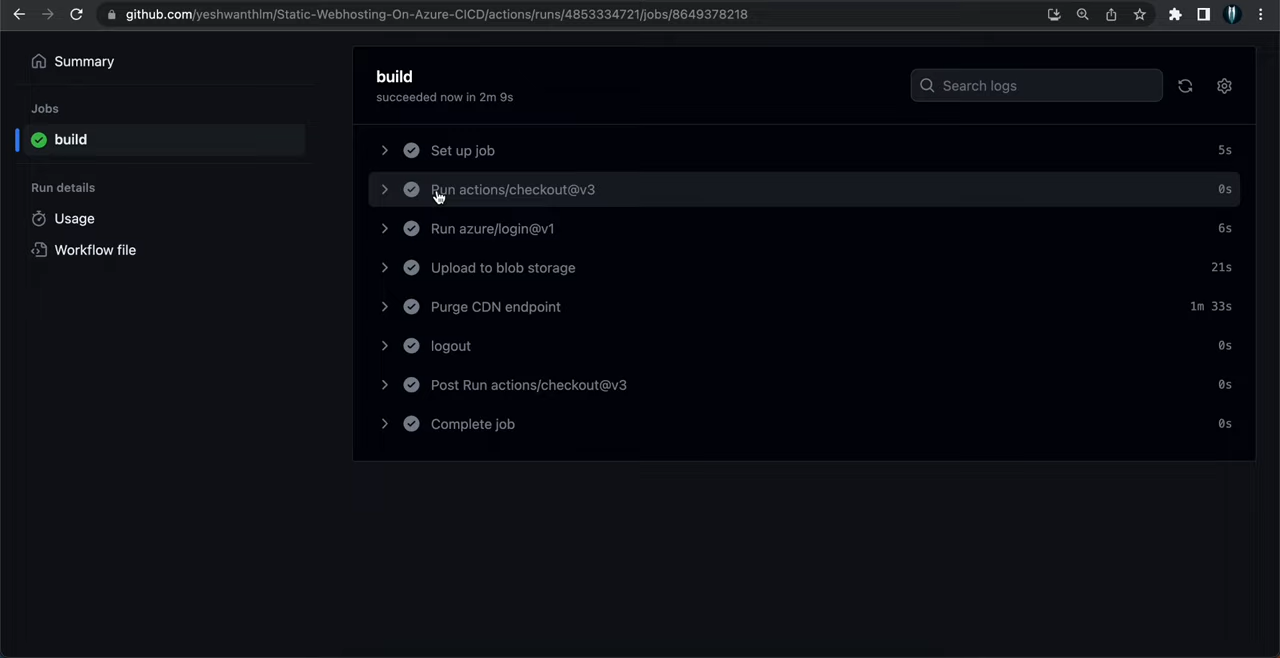 github.com/yeshwanthlm/Static-Webhosting-On-Azure-CICD/actions/runs/4853334721/jobs/8649378218
Summary
Jobs
build
Run details
Usage
Workflow file
build
succeeded now in 2m 9s
Search logs
Set up job 5s
Run actions/checkout@v3 0s
Run azure/login@v1 6s
Upload to blob storage 21s
Purge CDN endpoint 1m 33s
logout 0s
Post Run actions/checkout@v3 0s
Complete job 0s